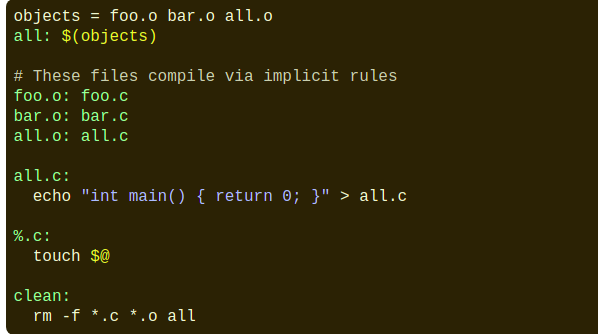 objects = foo.o bar.o all.o
all: $(objects)

# These files compile via implicit rules
foo.o: foo.c
bar.o: bar.c
all.o: all.c

all.c:
  echo "int main() { return 0; }" > all.c

%.c:
  touch $@

clean:
  rm -f *.c *.o all